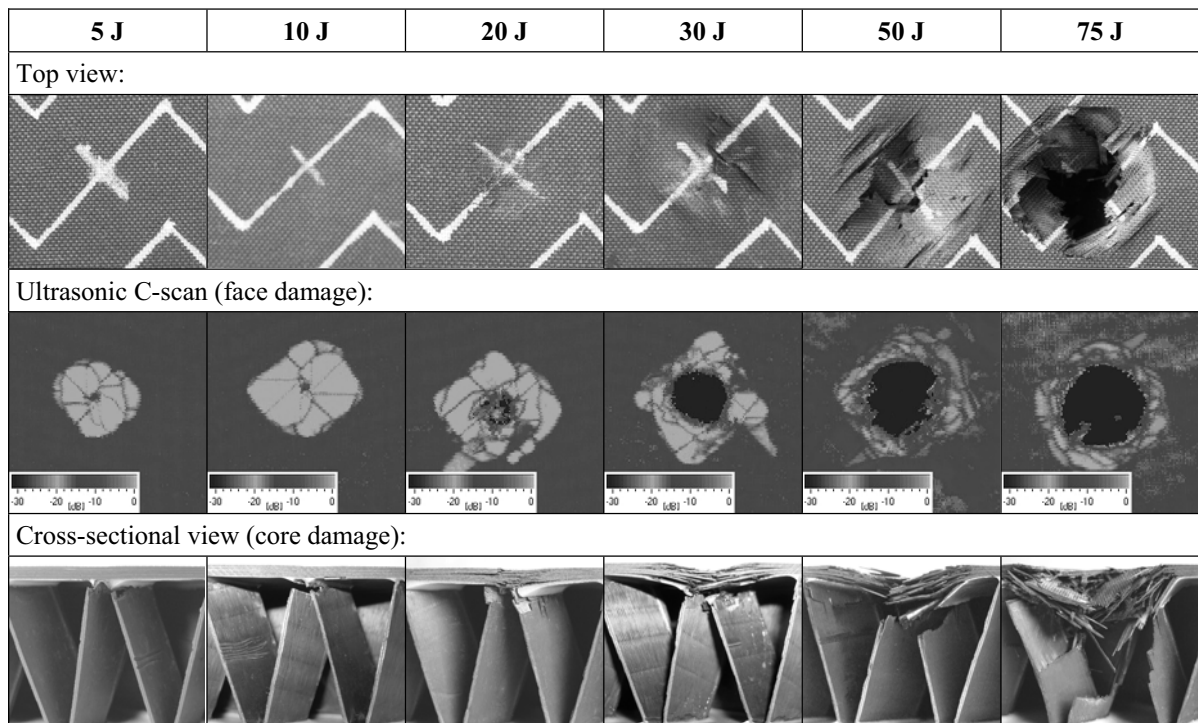 5 J 10 J 20 J 30 J 50 J 75 J
Top view:
Ultrasonic C-scan (face damage):
-30 -20 -10 0 -30 -20 -10 0 -30 -20 -10 0 -30 -20 -10 0 -30 -20 -10 0 -30 -20 -10 0
[dB] [dB] [dB] [dB] [dB] [dB]
Cross-sectional view (core damage):